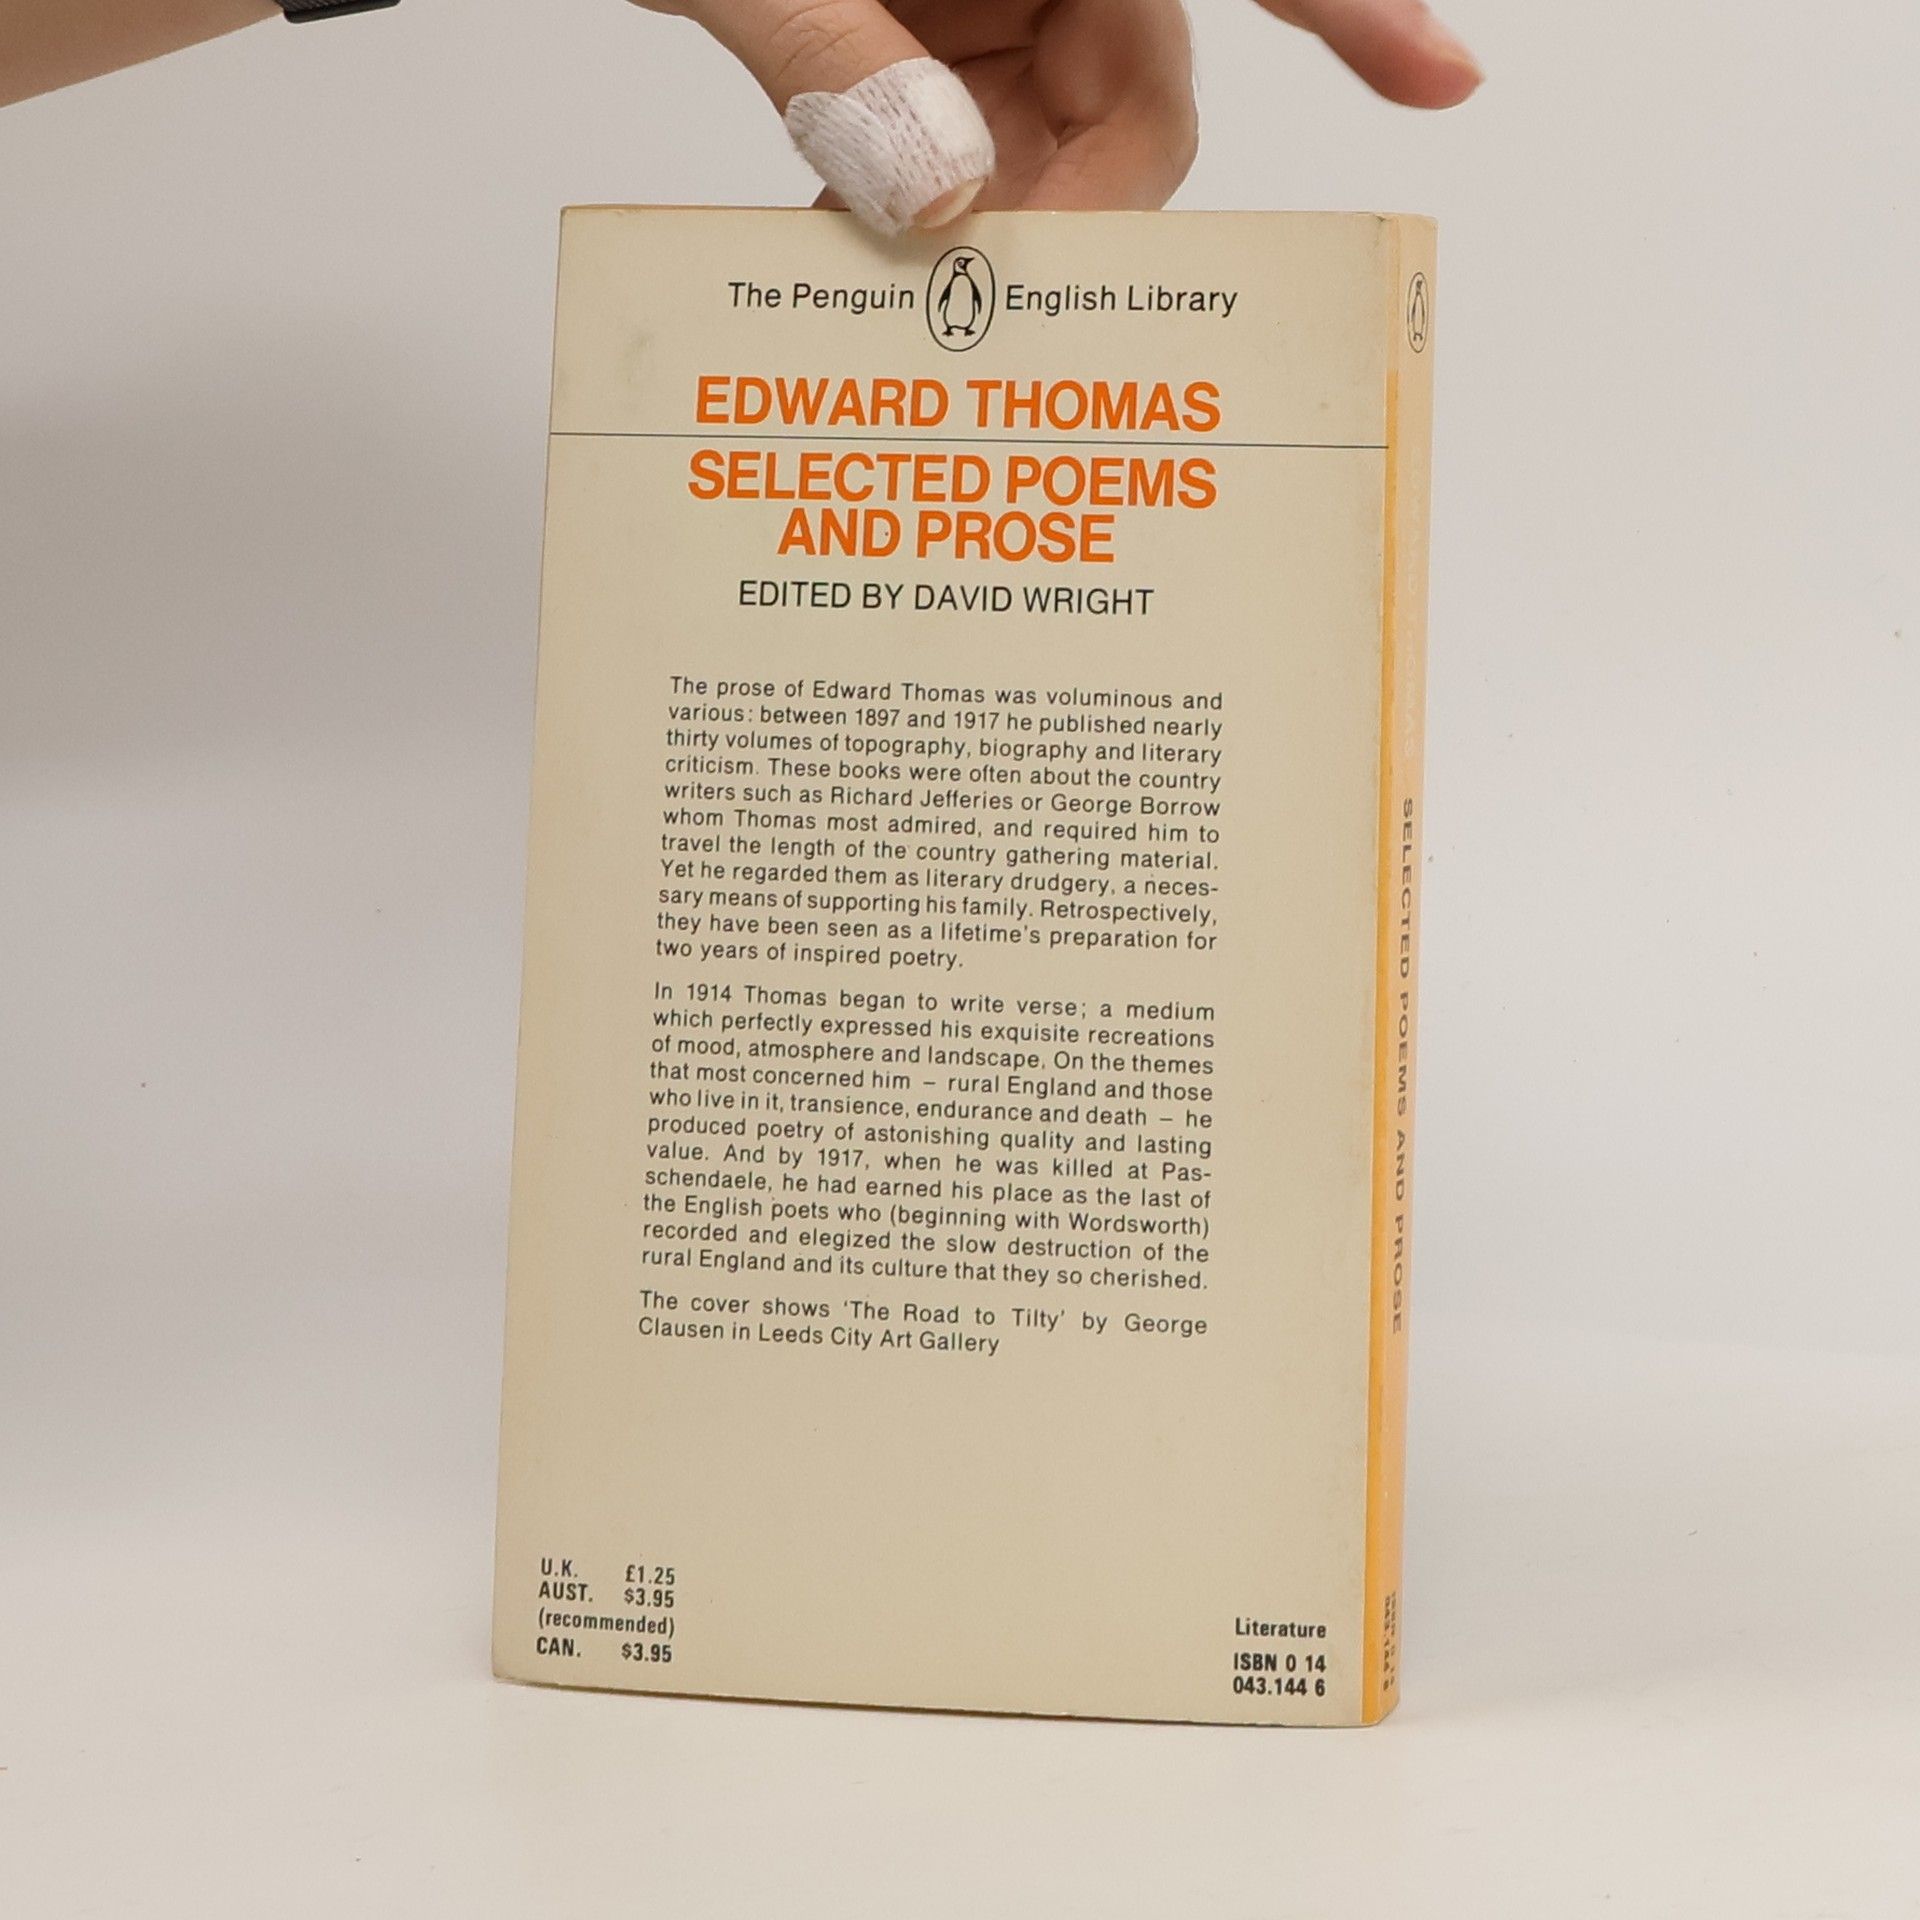 The Penguin English Library
EDWARD THOMAS
SELECTED POEMS
AND PROSE
EDITED BY DAVID WRIGHT
The prose of Edward Thomas was voluminous and
various: between 1897 and 1917 he published nearly
thirty volumes of topography, biography and literary
criticism. These books were often about the country
writers such as Richard Jefferies or George Borrow
whom Thomas most admired, and required him to
travel the length of the country gathering material.
Yet he regarded them as literary drudgery, a neces-
sary means of supporting his family. Retrospectively,
they have been seen as a lifetime's preparation for
two years of inspired poetry.
In 1914 Thomas began to write verse; a medium
which perfectly expressed his exquisite recreations
of mood, atmosphere and landscape. On the themes
that most concerned him – rural England and those
who live in it, transience, endurance and death – he
produced poetry of astonishing quality and lasting
value. And by 1917, when he was killed at Pas-
schendaele, he had earned his place as the last of
the English poets who (beginning with Wordsworth)
recorded and elegized the slow destruction of the
rural England and its culture that they so cherished.
The cover shows 'The Road to Tilty' by George
Clausen in Leeds City Art Gallery
U.K. £1.25
AUST. $3.95
(recommended)
CAN. $3.95
Literature
ISBN 0 14
043.144 6
THOMAS SELECTED POEMS AND PROSE
ISBN 0 14
043.144 6